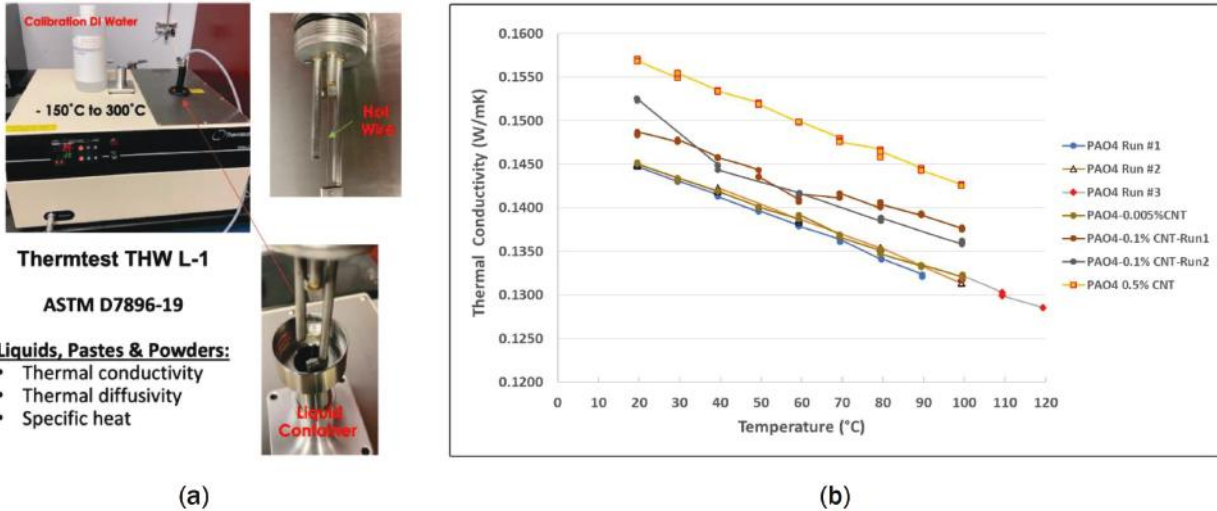 Calibration DI Water
- 150°C to 300°C
Hot
Wire
Thermtest THW L-1
ASTM D7896-19
Liquids, Pastes & Powders:
• Thermal conductivity
• Thermal diffusivity
• Specific heat
Liquid
Container
(a)
Thermal Conductivity (W/mK)
0.1600
0.1550
0.1500
0.1450
0.1400
0.1350
0.1300
0.1250
0.1200
0 10 20 30 40 50 60 70 80 90 100 110 120
Temperature (°C)
PAO4 Run #1
PAO4 Run #2
PAO4 Run #3
PAO4-0.005%CNT
PAO4-0.1% CNT-Run1
PAO4-0.1% CNT-Run2
PAO4 0.5% CNT
(b)